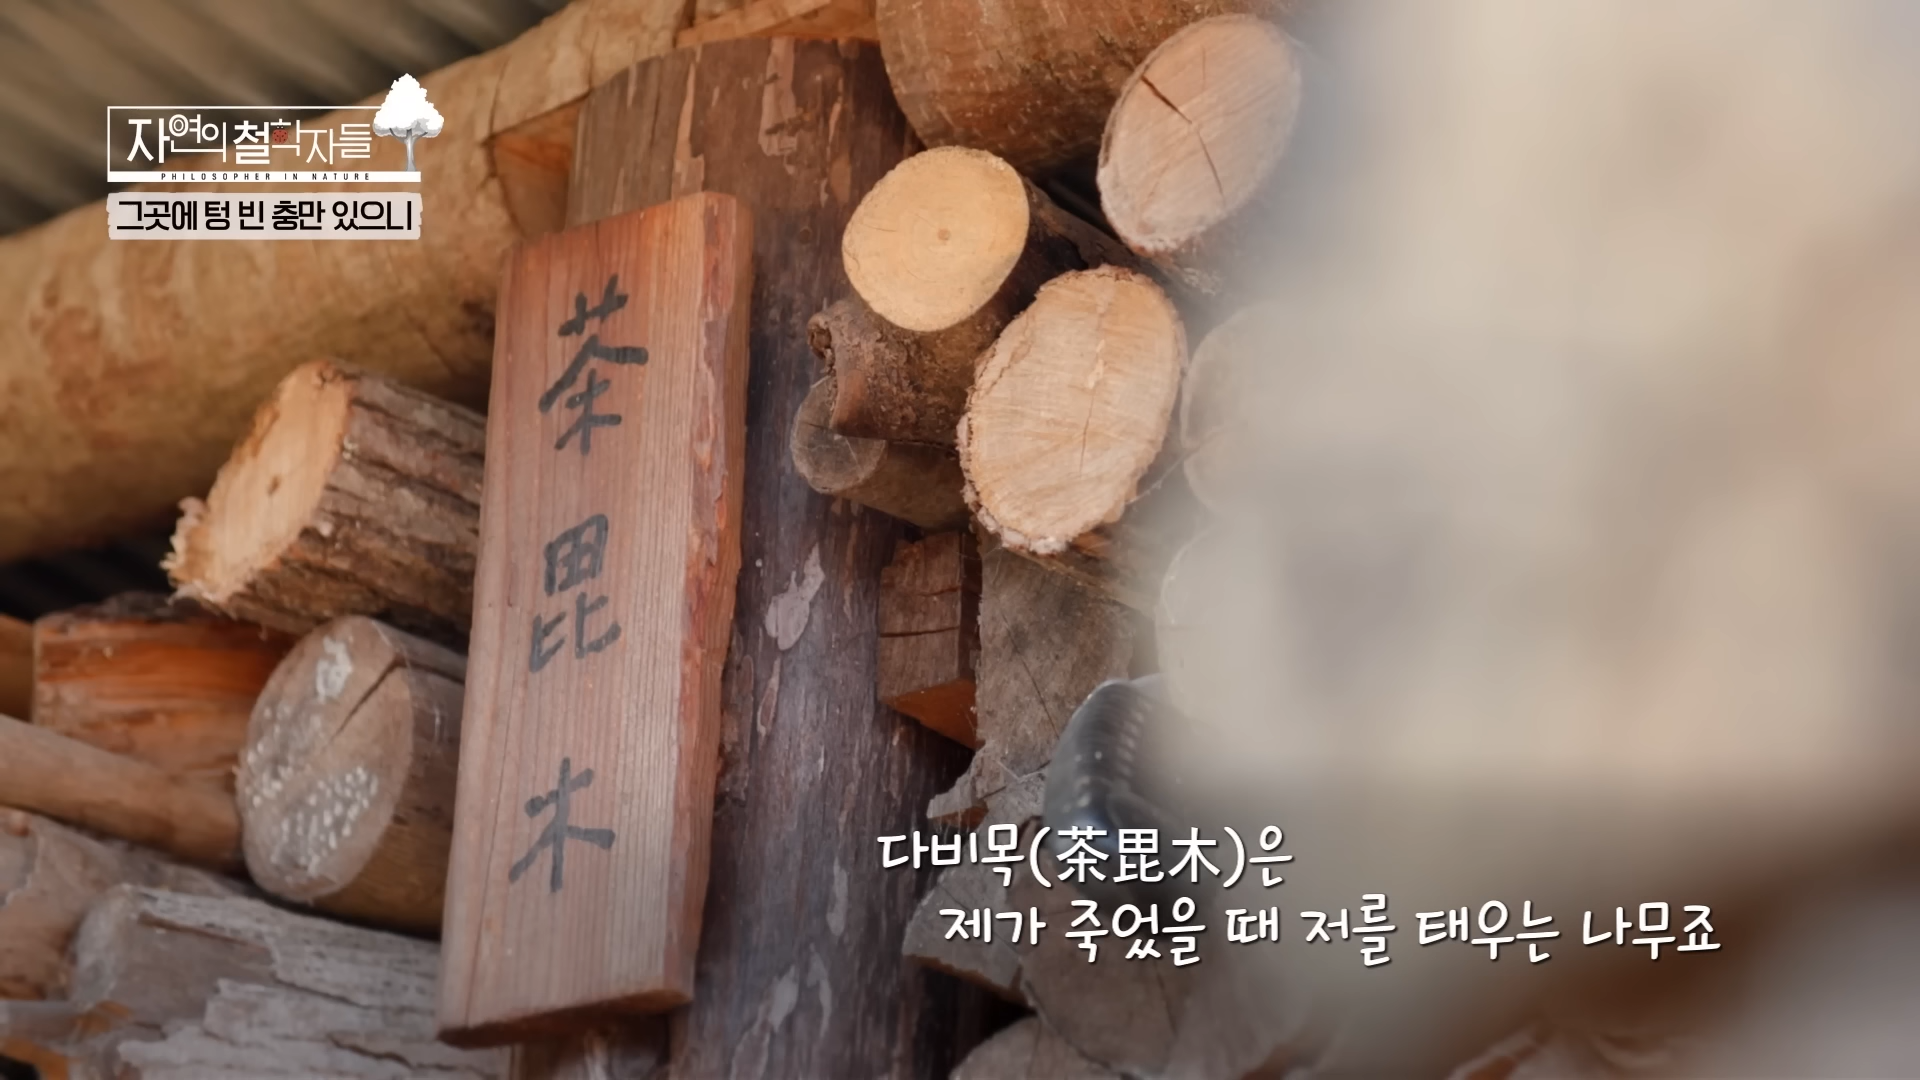 자연의 철학자들
PHILOSOPHER IN NATURE
그곳에 텅 빈 충만 있으니
茶
毘
木
다비목(茶毘木)은
제가 죽었을 때 저를 태우는 나무죠